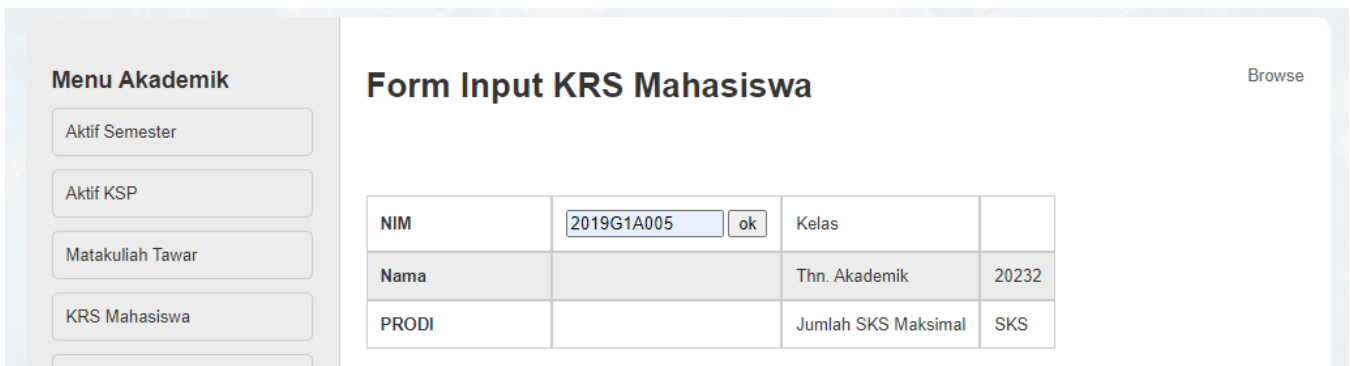 Menu Akademik
Aktif Semester
Aktif KSP
Matakuliah Tawar
KRS Mahasiswa
Form Input KRS Mahasiswa
Browse
NIM 2019G1A005 ok Kelas
Nama Thn. Akademik 20232
PRODI Jumlah SKS Maksimal SKS